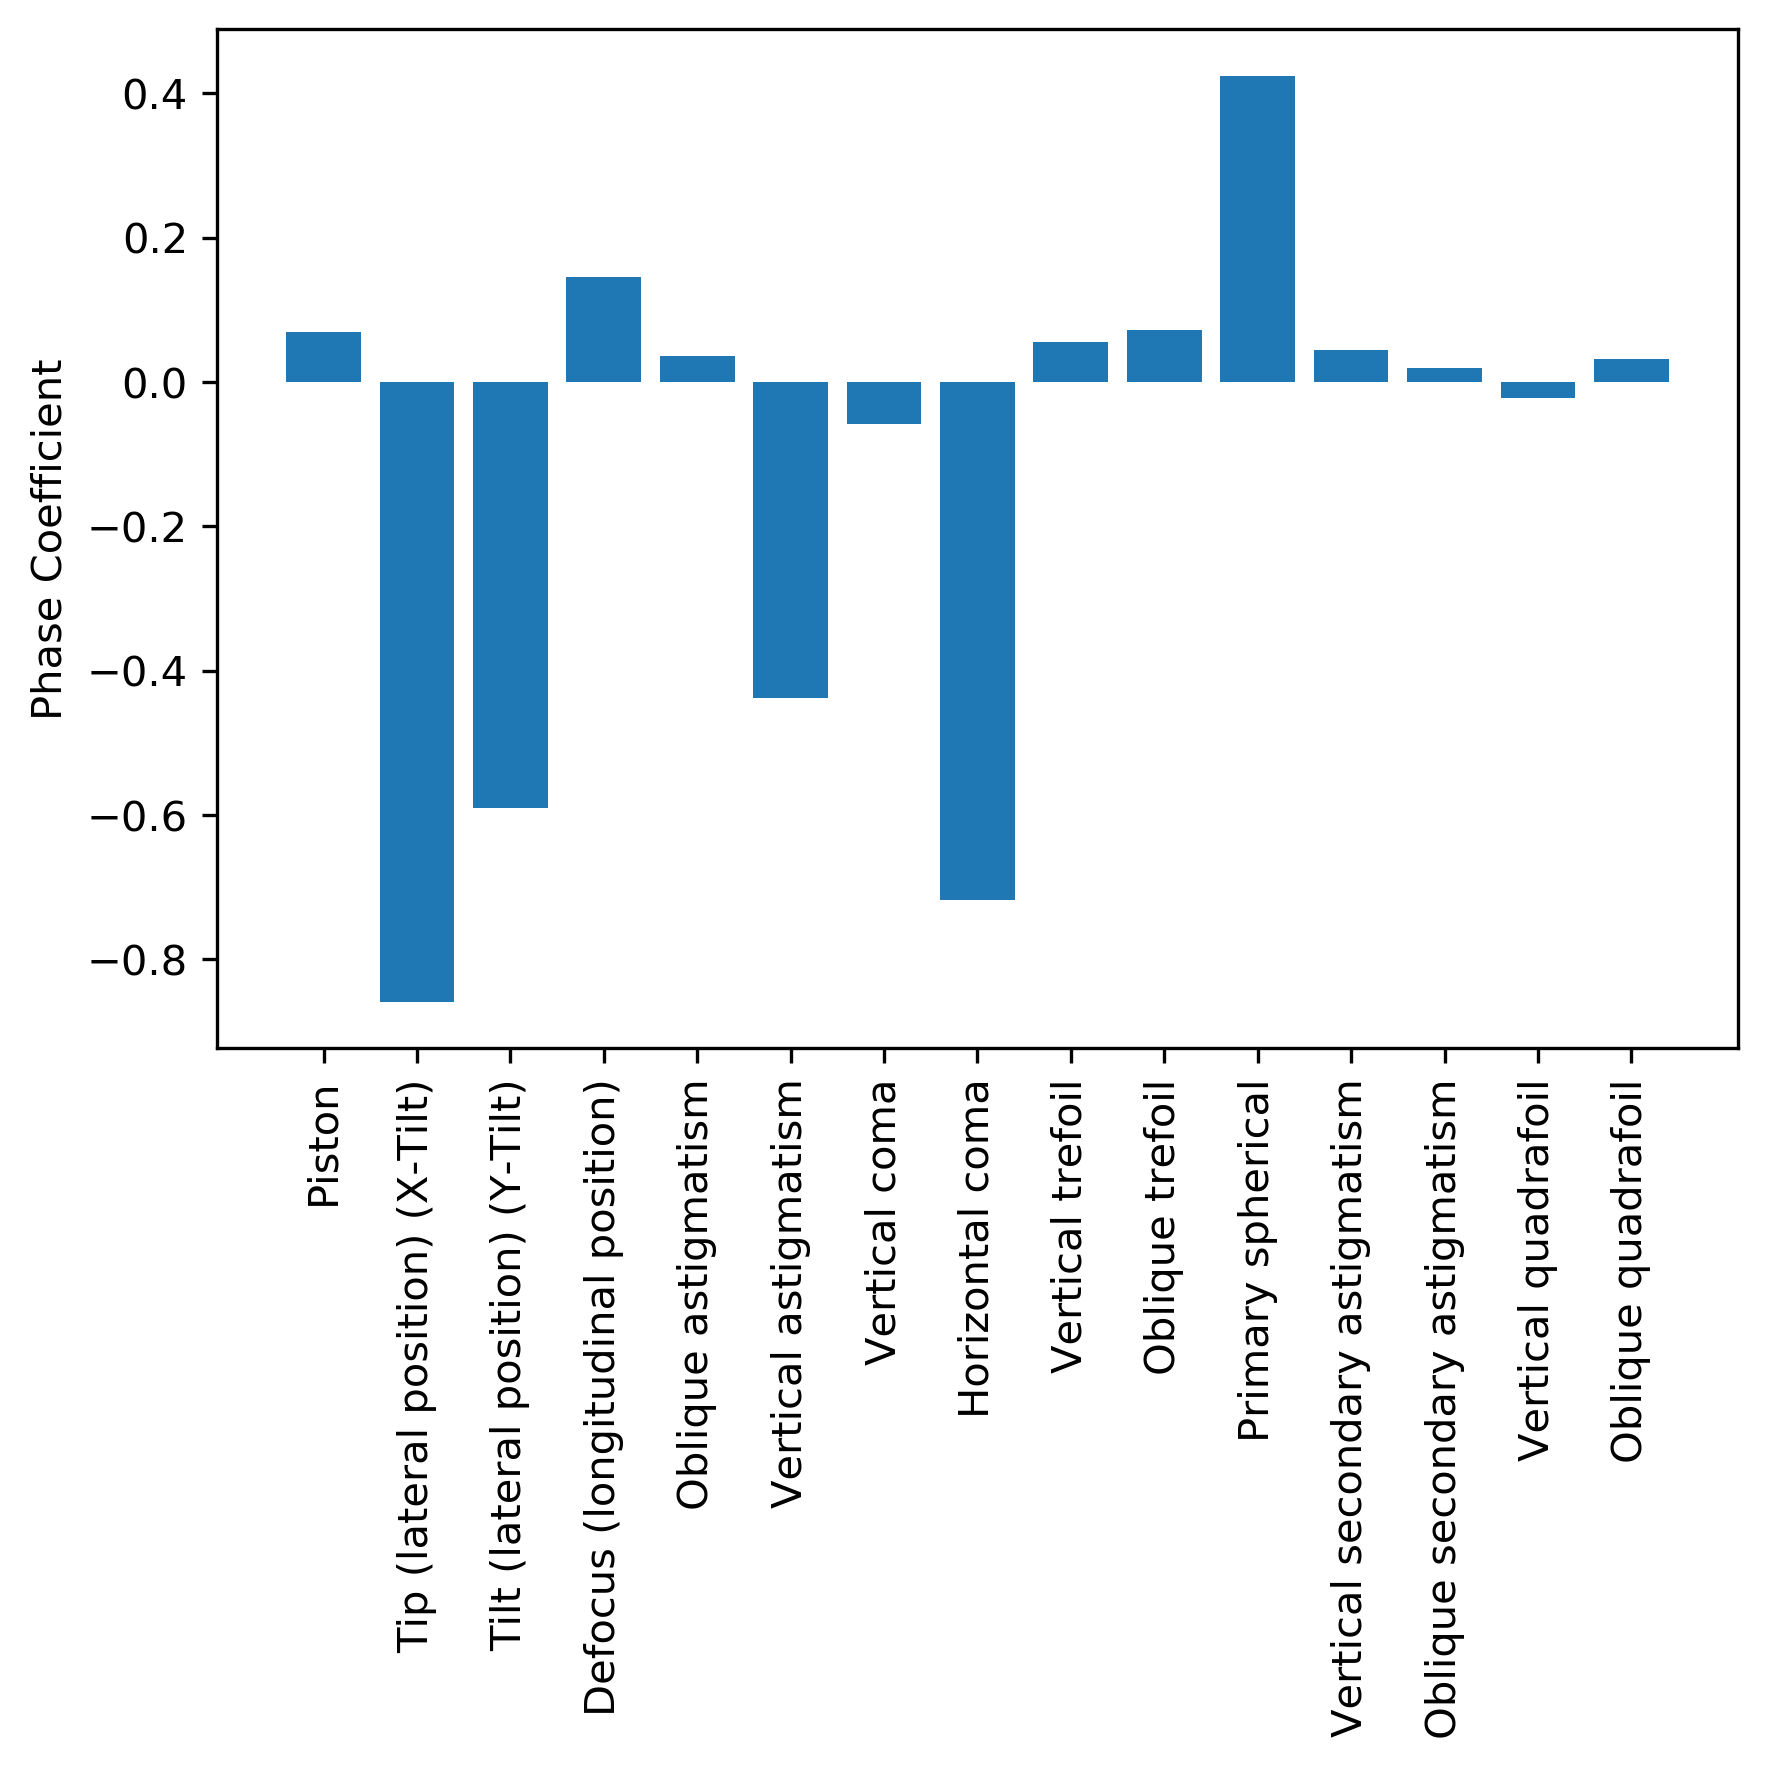 0.4
0.2
0.0
−0.2
−0.4
−0.6
−0.8
Phase Coefficient
Piston
Tip (lateral position) (X-Tilt)
Tilt (lateral position) (Y-Tilt)
Defocus (longitudinal position)
Oblique astigmatism
Vertical astigmatism
Vertical coma
Horizontal coma
Vertical trefoil
Oblique trefoil
Primary spherical
Vertical secondary astigmatism
Oblique secondary astigmatism
Vertical quadrafoil
Oblique quadrafoil